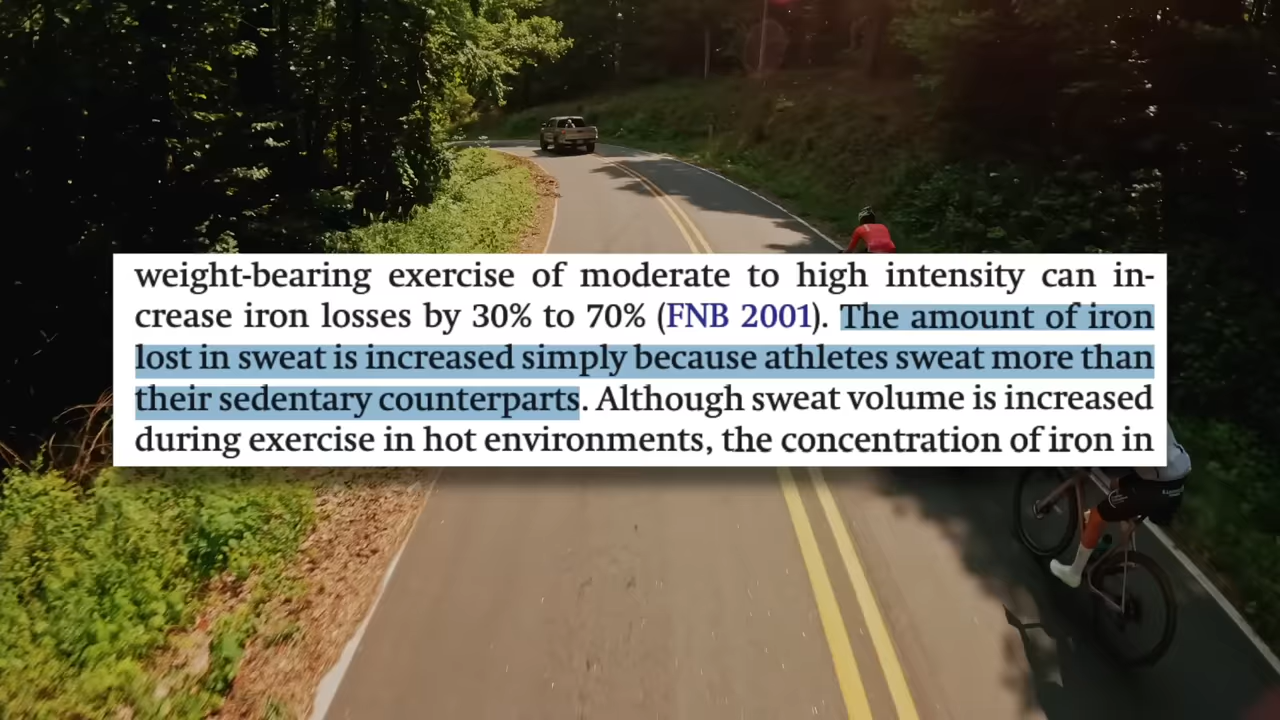 weight-bearing exercise of moderate to high intensity can in-
crease iron losses by 30% to 70% (FNB 2001). The amount of iron
lost in sweat is increased simply because athletes sweat more than
their sedentary counterparts. Although sweat volume is increased
during exercise in hot environments, the concentration of iron in